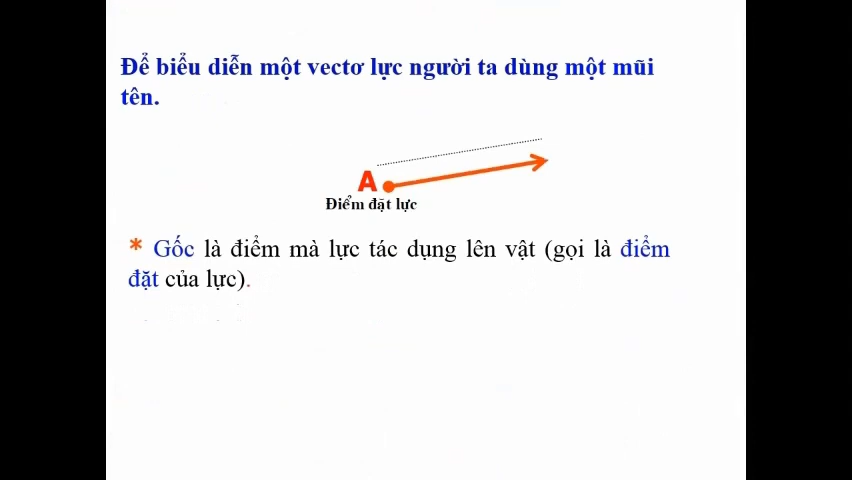 Để biểu diễn một vectơ lực người ta dùng một mũi
tên.
A
Điểm đặt lực
* Gốc là điểm mà lực tác dụng lên vật (gọi là điểm
đặt của lực).